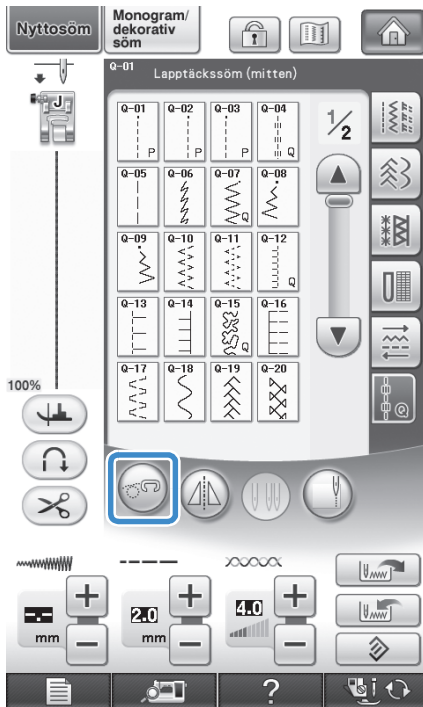 Nyttosöm
Monogram/
dekorativ
söm
Q-01
Lapptäckssöm (mitten)
J
Q-01 Q-02 Q-03 Q-04
P P P Q
1/2
Q-05 Q-06 Q-07 Q-08
Q
Q-09 Q-10 Q-11 Q-12
Q
Q-13 Q-14 Q-15 Q-16
Q
Q-17 Q-18 Q-19 Q-20
Q
100%
2.0
4.0
mm
mm
?